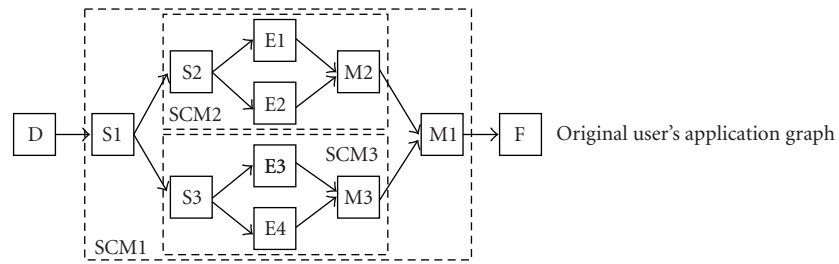 E1
S2
M2
E2
SCM2
D
S1
M1
F
Original user's application graph
E3
SCM3
S3
M3
E4
SCM1